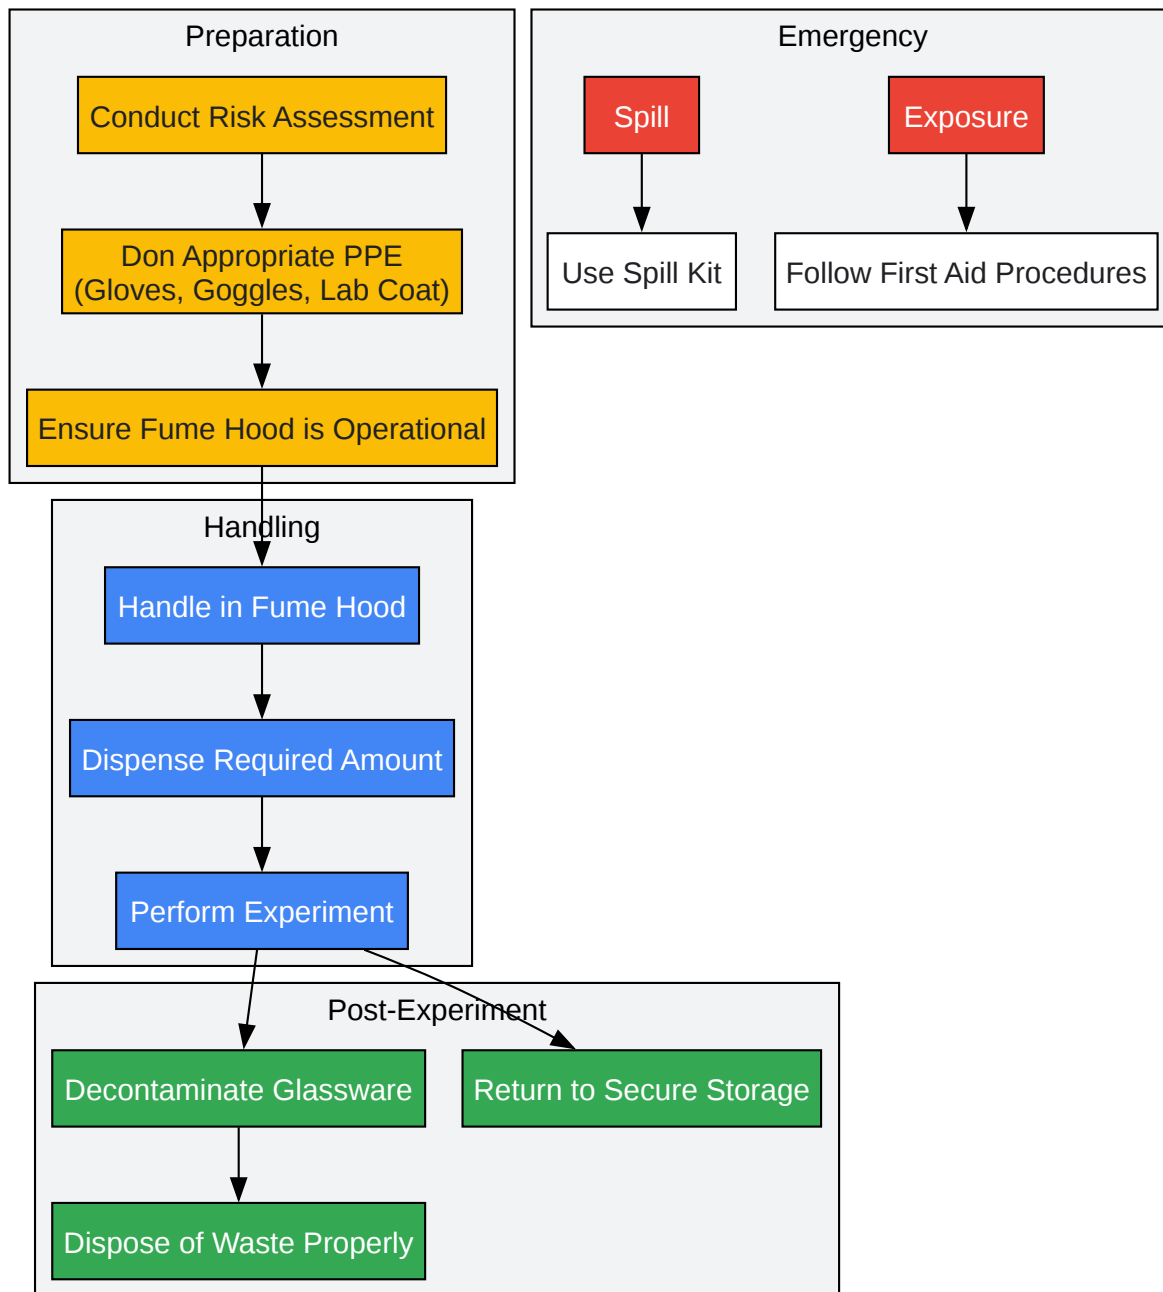 Preparation
Conduct Risk Assessment
Don Appropriate PPE
(Gloves, Goggles, Lab Coat)
Ensure Fume Hood is Operational
Emergency
Spill
Exposure
Use Spill Kit
Follow First Aid Procedures
Handling
Handle in Fume Hood
Dispense Required Amount
Perform Experiment
Post-Experiment
Decontaminate Glassware
Return to Secure Storage
Dispose of Waste Properly